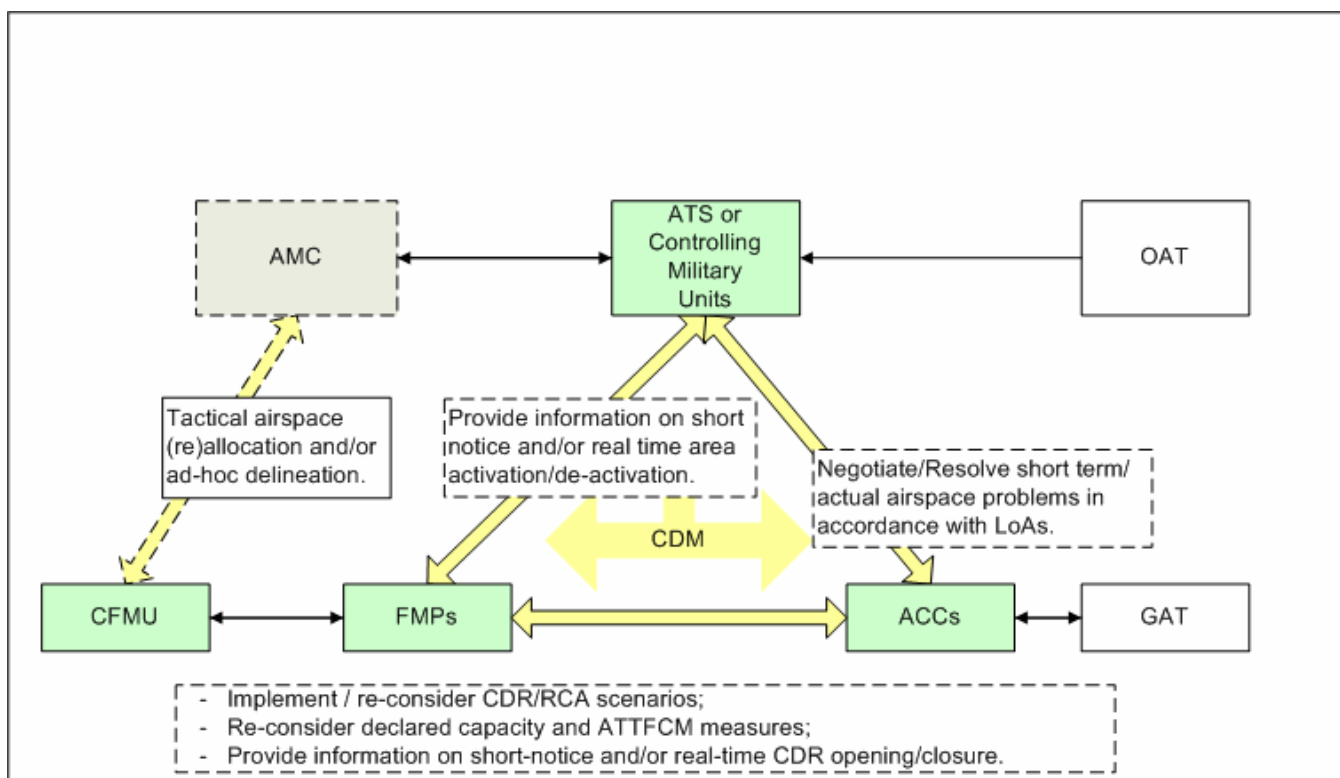 AMC
ATS or
Controlling
Military
Units
OAT
Tactical airspace
(re)allocation and/or
ad-hoc delineation.
Provide information on short
notice and/or real time area
activation/de-activation.
Negotiate/Resolve short term/
actual airspace problems in
accordance with LoAs.
CDM
CFMU
FMPs
ACCs
GAT
- Implement / re-consider CDR/RCA scenarios;
- Re-consider declared capacity and ATTFCM measures;
- Provide information on short-notice and/or real-time CDR opening/closure.